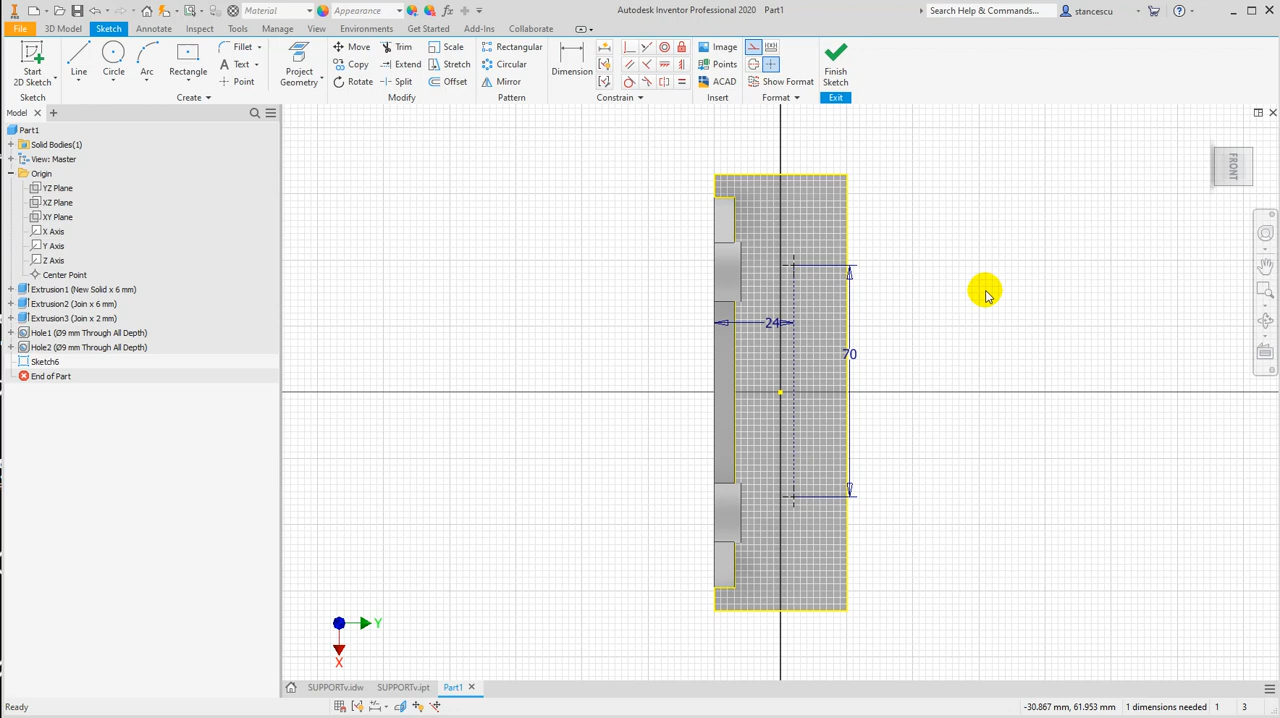 PRO
Material
Appearance
fx
Autodesk Inventor Professional 2020
Part1
Search Help & Commands...
stancescu
?
File
3D Model
Sketch
Annotate
Inspect
Tools
Manage
View
Environments
Get Started
Add-Ins
Collaborate
Start
2D Sketch
Line
Circle
Arc
Rectangle
Fillet
Text
Point
Project
Geometry
Move
Copy
Rotate
Trim
Extend
Split
Scale
Stretch
Offset
Rectangular
Circular
Mirror
Dimension
Image
Points
ACAD
Show Format
Finish
Sketch
Sketch
Create
Modify
Pattern
Constrain
Insert
Format
Exit
Model
Part1
Solid Bodies(1)
View: Master
Origin
YZ Plane
XZ Plane
XY Plane
X Axis
Y Axis
Z Axis
Center Point
Extrusion1 (New Solid x 6 mm)
Extrusion2 (Join x 6 mm)
Extrusion3 (Join x 2 mm)
Hole1 (Ø9 mm Through All Depth)
Hole2 (Ø9 mm Through All Depth)
Sketch6
End of Part
FRONT
24
70
Y
X
SUPPORTv.idw
SUPPORTv.ipt
Part1
Ready
-30.867 mm, 61.953 mm
1 dimensions needed
1
3